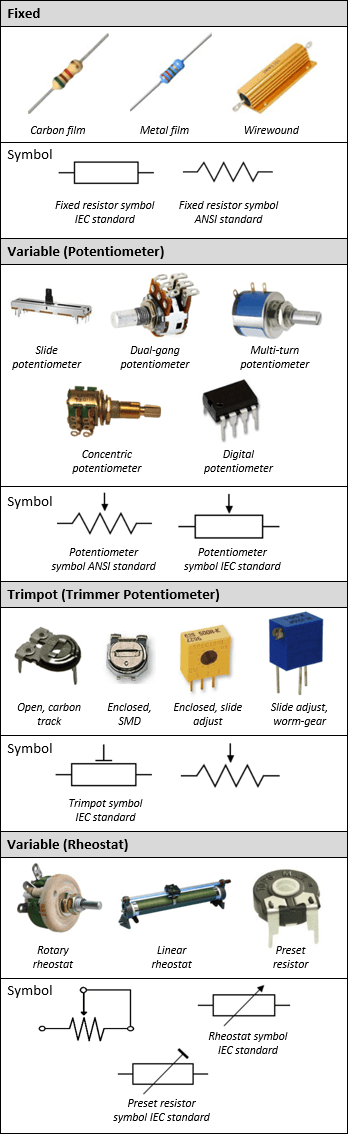 Fixed
Carbon film
Metal film
Wirewound
Symbol
Fixed resistor symbol
IEC standard
Fixed resistor symbol
ANSI standard
Variable (Potentiometer)
Slide
potentiometer
Dual-gang
potentiometer
Multi-turn
potentiometer
Concentric
potentiometer
Digital
potentiometer
Symbol
Potentiometer
symbol ANSI standard
Potentiometer
symbol IEC standard
Trimpot (Trimmer Potentiometer)
Open, carbon
track
Enclosed,
SMD
Enclosed, slide
adjust
Slide adjust,
worm-gear
Symbol
Trimpot symbol
IEC standard
Variable (Rheostat)
Rotary
rheostat
Linear
rheostat
Preset
resistor
Symbol
Rheostat symbol
IEC standard
Preset resistor
symbol IEC standard